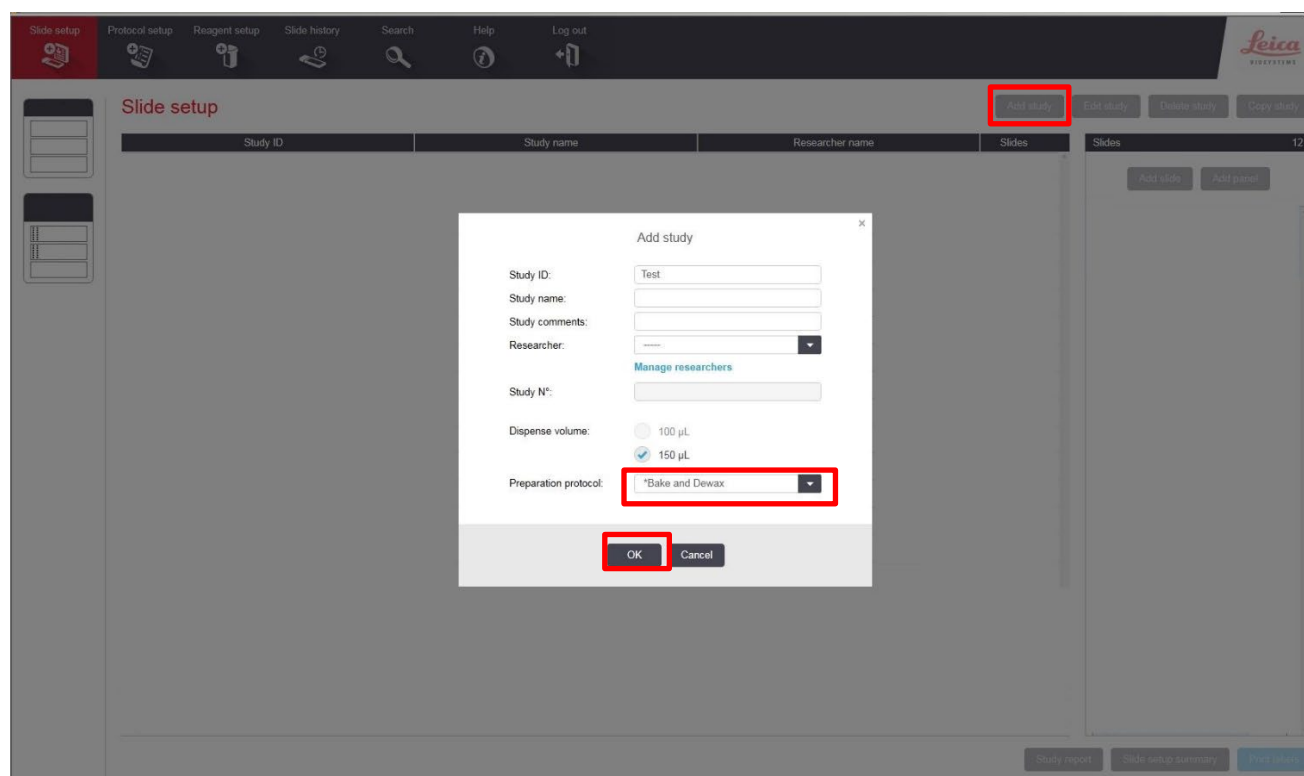 Slide setup Protocol setup Reagent setup Slide history Search Help Log out
Leica
BIOSYSTEMS
Slide setup
Add study Edit study Delete study Copy study
Study ID Study name Researcher name Slides Slides 12
Add slide Add panel
×
Add study
Study ID: Test
Study name:
Study comments:
Researcher: -----
Manage researchers
Study N°:
Dispense volume: 100 µL
150 µL
Preparation protocol: *Bake and Dewax
OK Cancel
Study report Slide setup summary Print labels